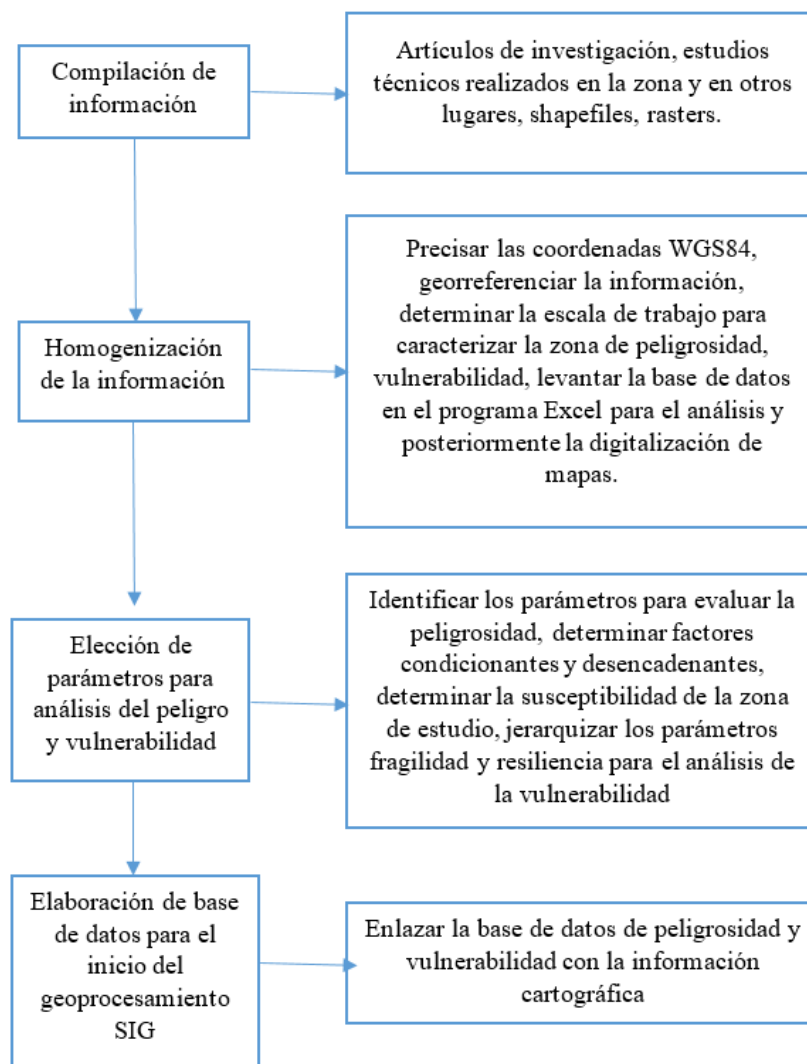 Compilación de
información
Artículos de investigación, estudios
técnicos realizados en la zona y en otros
lugares, shapefiles, rasters.
Homogenización
de la información
Precisar las coordenadas WGS84,
georreferenciar la información,
determinar la escala de trabajo para
caracterizar la zona de peligrosidad,
vulnerabilidad, levantar la base de datos
en el programa Excel para el análisis y
posteriormente la digitalización de
mapas.
Elección de
parámetros para
análisis del peligro
y vulnerabilidad
Identificar los parámetros para evaluar la
peligrosidad, determinar factores
condicionantes y desencadenantes,
determinar la susceptibilidad de la zona
de estudio, jerarquizar los parámetros
fragilidad y resiliencia para el análisis de
la vulnerabilidad
Elaboración de base
de datos para el
inicio del
geoprocesamiento
SIG
Enlazar la base de datos de peligrosidad y
vulnerabilidad con la información
cartográfica